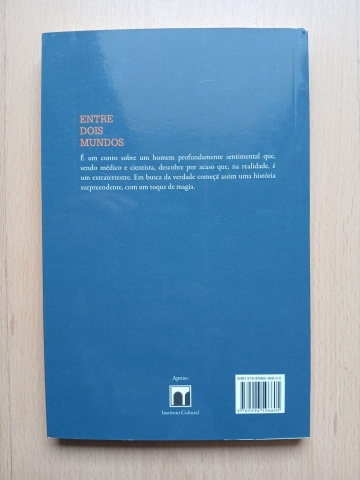 ENTRE
DOIS
MUNDOS
É um conto sobre um homem profundamente sentimental que,
sendo médico e cientista, descobre por acaso que, na realidade, é
um extraterrestre. Em busca da verdade começa assim uma história
surpreendente, com um toque de magia.
Apoio:
Instituto Cultural